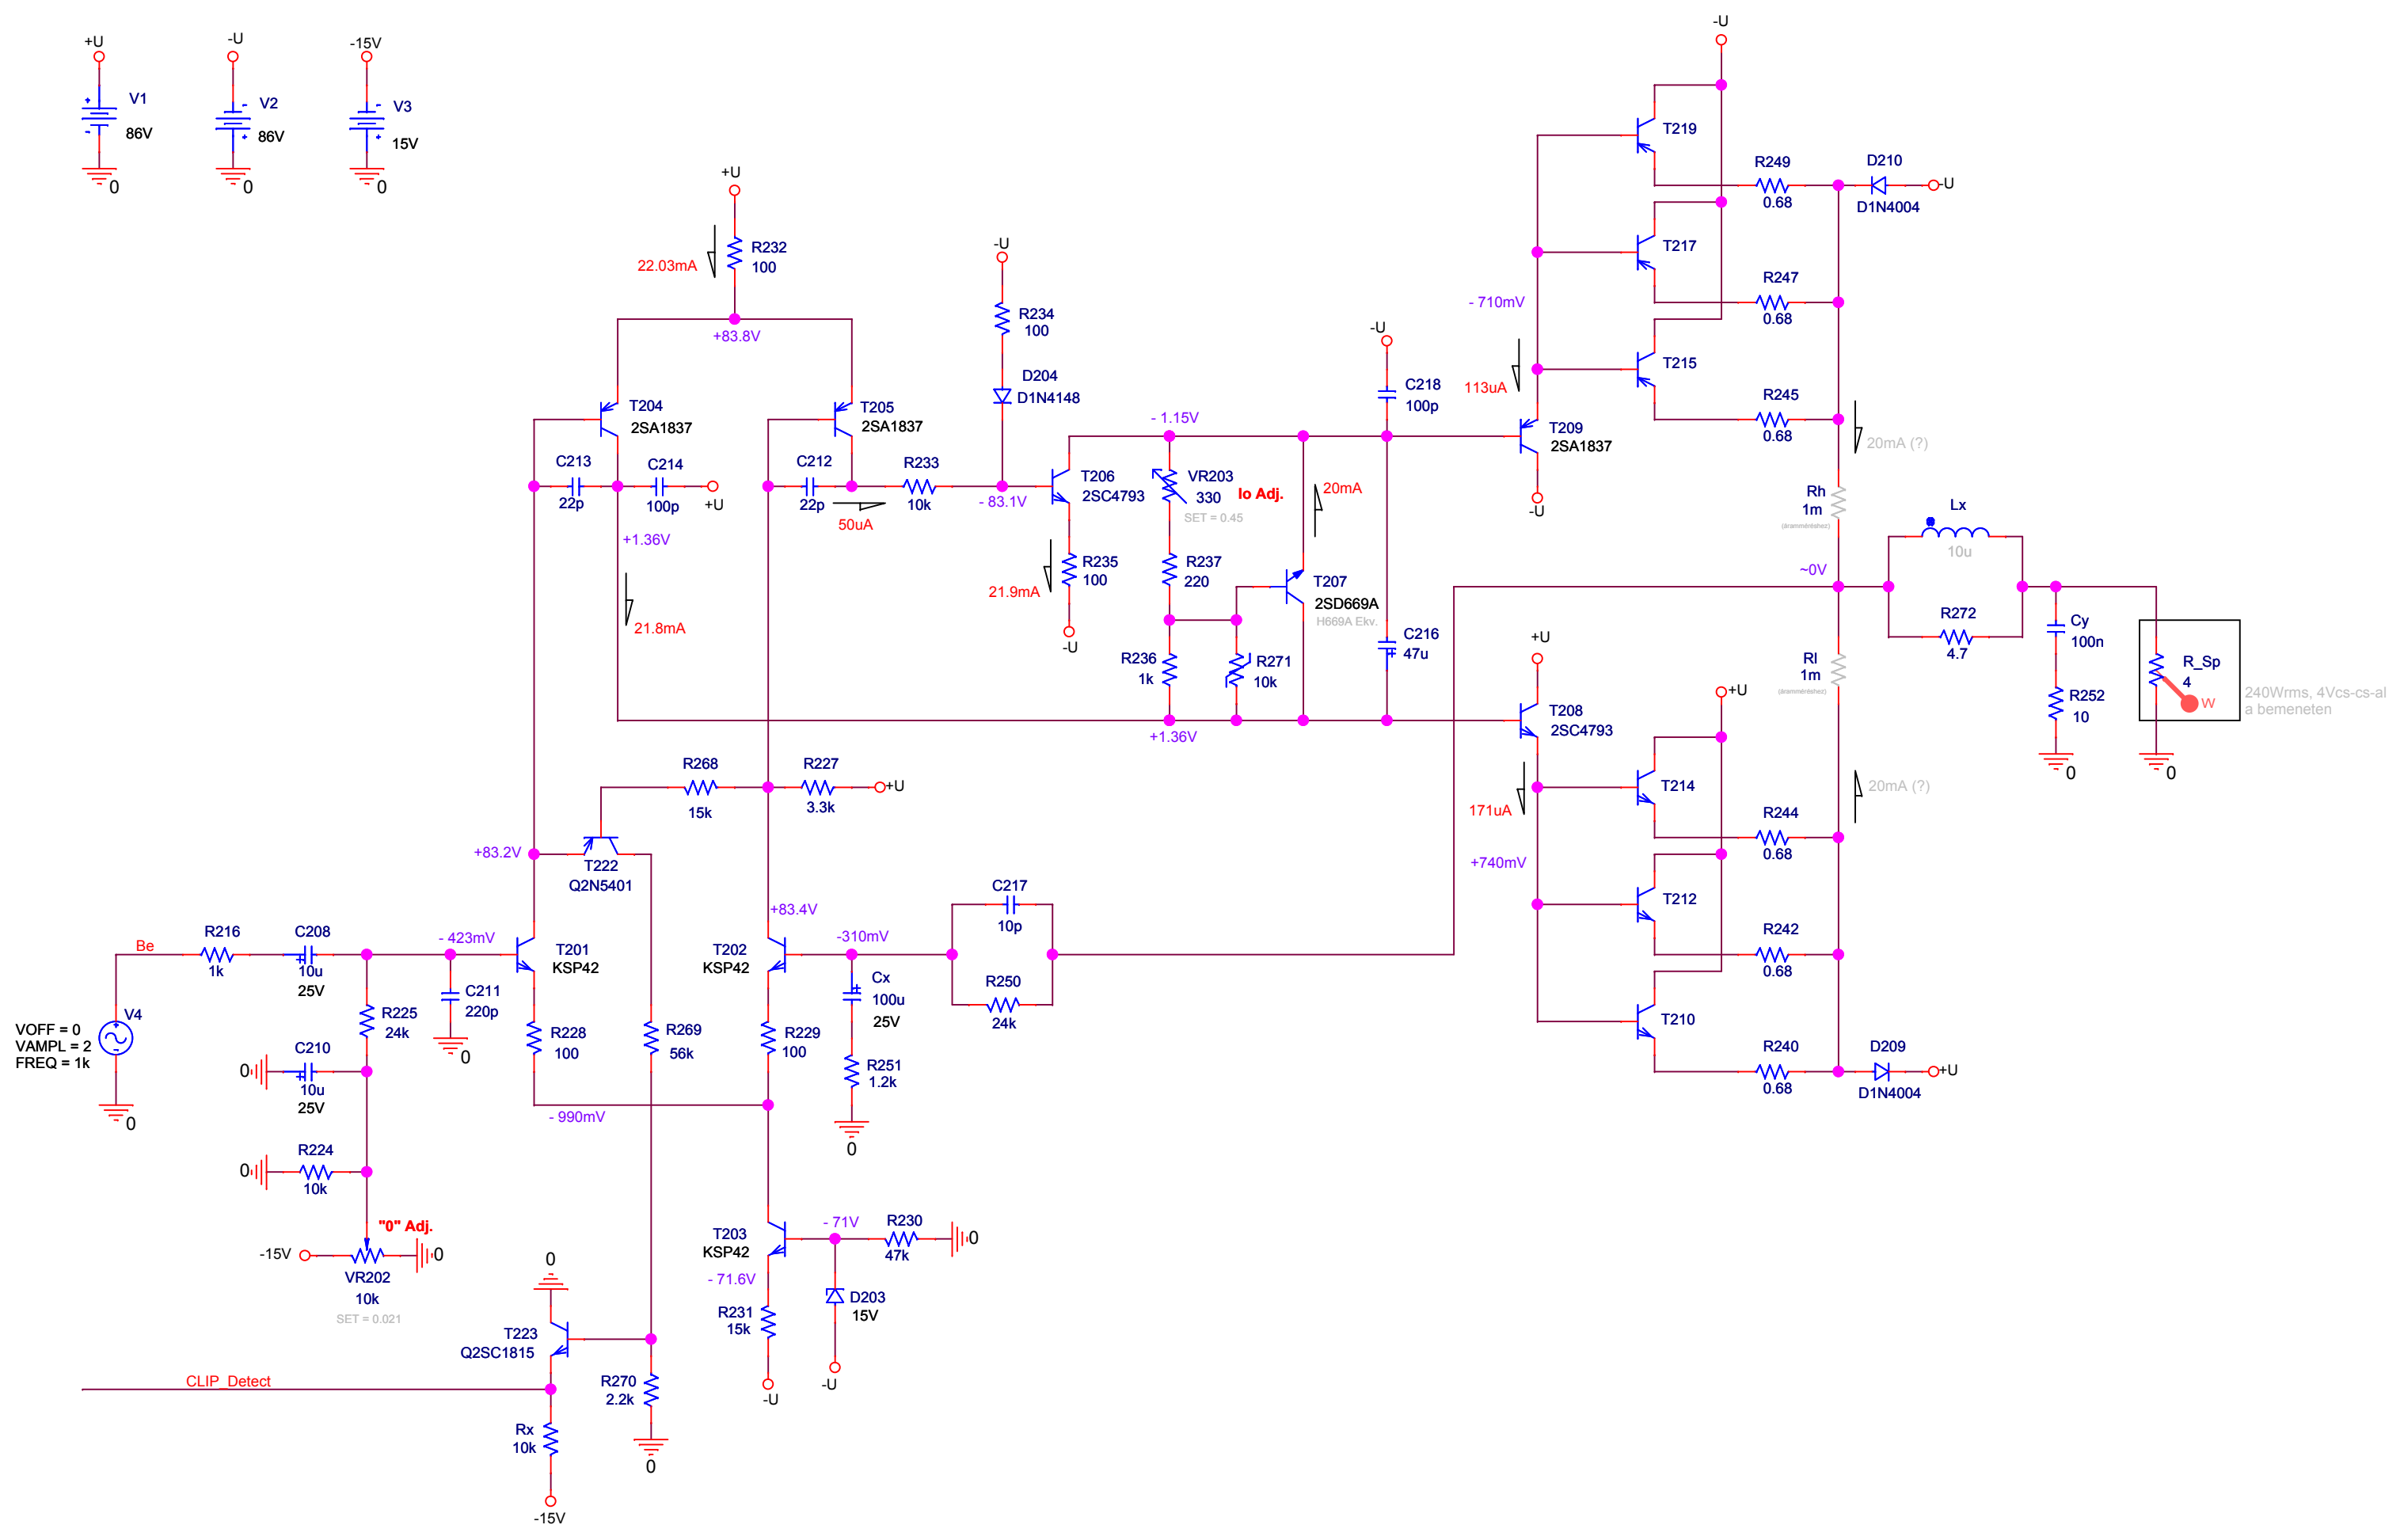 +U
V1
86V
0
-U
V2
86V
0
-15V
V3
15V
0
+U
22.03mA
R232
100
+83.8V
T204
2SA1837
T205
2SA1837
C213
22p
C214
100p
+U
+1.36V
21.8mA
C212
22p
50uA
R233
10k
-U
R234
100
D204
D1N4148
- 83.1V
T206
2SC4793
R235
100
21.9mA
-U
- 1.15V
VR203
330
Io Adj.
SET = 0.45
R237
220
R236
1k
R271
10k
20mA
T207
2SD669A
H669A Ekv.
+1.36V
-U
C218
100p
C216
47u
- 710mV
113uA
T209
2SA1837
-U
-U
T219
T217
T215
R249
0.68
D210
D1N4004
-U
R247
0.68
R245
0.68
20mA (?)
Rh
1m
(áramméréshez)
~0V
Rl
1m
(áramméréshez)
Lx
10u
R272
4.7
Cy
100n
R252
10
0
R_Sp
4
W
0
240Wrms, 4Vcs-cs-al
a bemeneten
+U
T208
2SC4793
171uA
+740mV
+U
T214
T212
T210
20mA (?)
R244
0.68
R242
0.68
R240
0.68
D209
D1N4004
+U
R268
15k
R227
3.3k
+U
+83.2V
T222
Q2N5401
+83.4V
Be
R216
1k
C208
10u
25V
- 423mV
T201
KSP42
T202
KSP42
-310mV
C217
10p
R250
24k
Cx
100u
25V
R251
1.2k
0
V4
VOFF = 0
VAMPL = 2
FREQ = 1k
0
R225
24k
C211
220p
0
C210
10u
25V
0
R228
100
R269
56k
R229
100
- 990mV
R224
10k
0
"0" Adj.
-15V
0
VR202
10k
SET = 0.021
T203
KSP42
- 71V
R230
47k
0
- 71.6V
R231
15k
-U
D203
15V
-U
0
T223
Q2SC1815
CLIP_Detect
R270
2.2k
0
Rx
10k
-15V